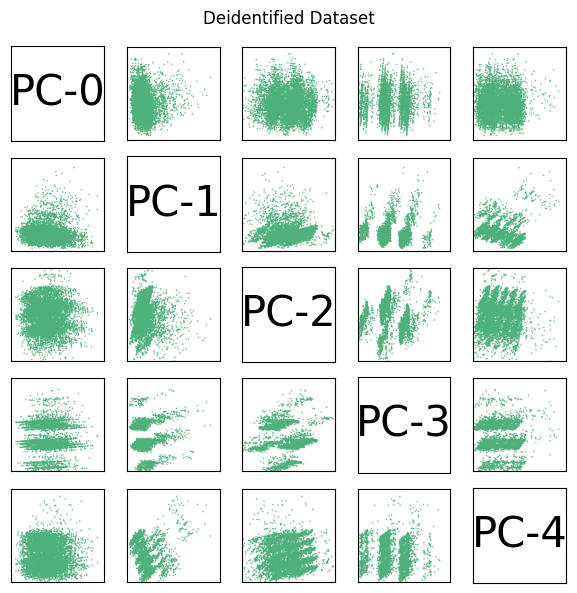 Deidentified Dataset
PC-0
PC-1
PC-2
PC-3
PC-4